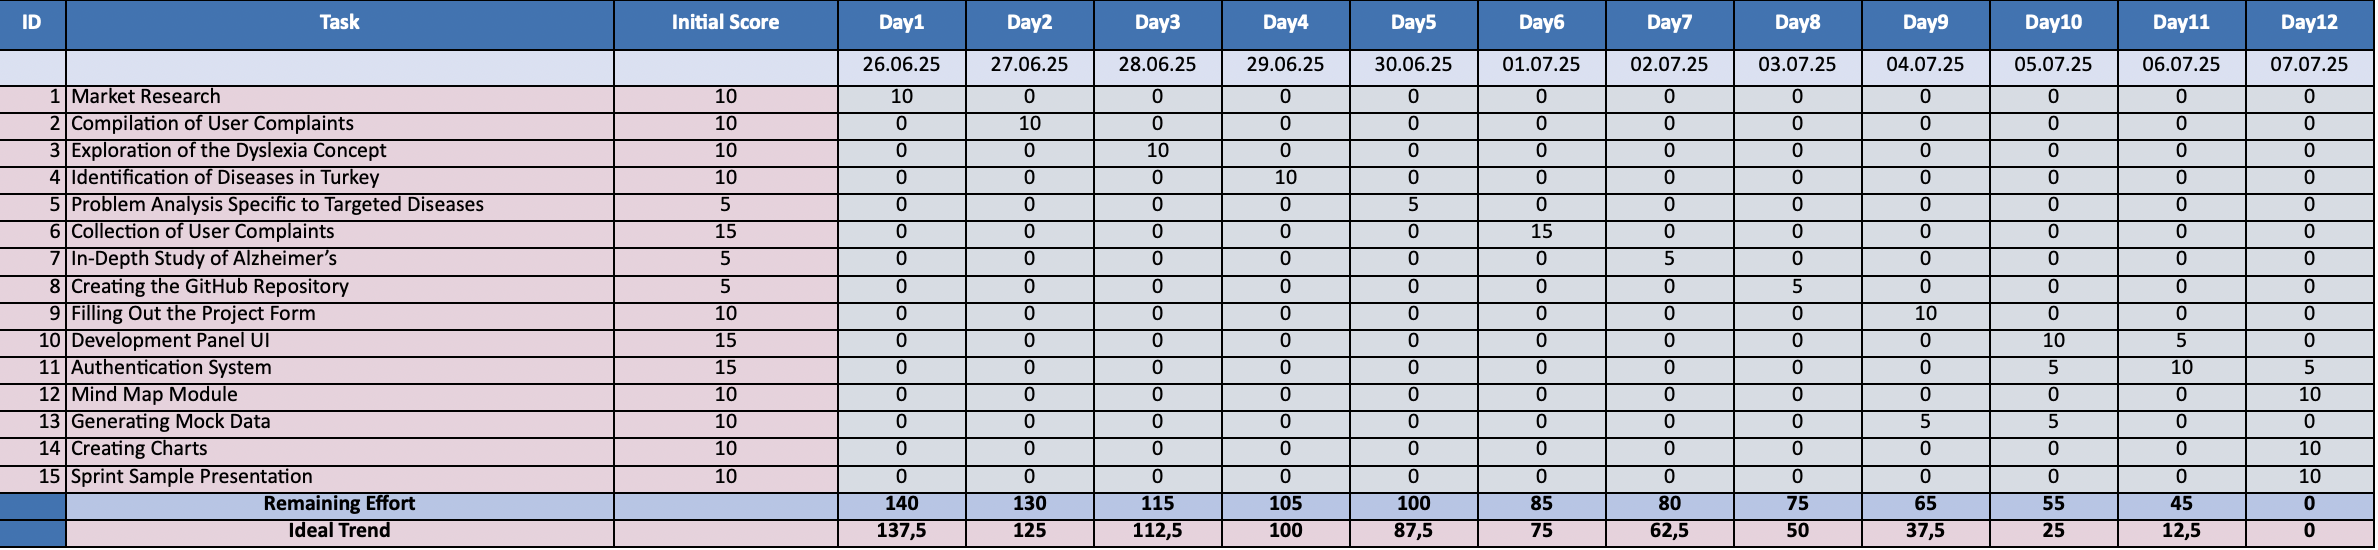 ID Task Initial Score Day1 Day2 Day3 Day4 Day5 Day6 Day7 Day8 Day9 Day10 Day11 Day12
26.06.25 27.06.25 28.06.25 29.06.25 30.06.25 01.07.25 02.07.25 03.07.25 04.07.25 05.07.25 06.07.25 07.07.25
1 Market Research 10 10 0 0 0 0 0 0 0 0 0 0 0
2 Compilation of User Complaints 10 0 10 0 0 0 0 0 0 0 0 0 0
3 Exploration of the Dyslexia Concept 10 0 0 10 0 0 0 0 0 0 0 0 0
4 Identification of Diseases in Turkey 10 0 0 0 10 0 0 0 0 0 0 0 0
5 Problem Analysis Specific to Targeted Diseases 5 0 0 0 0 5 0 0 0 0 0 0 0
6 Collection of User Complaints 15 0 0 0 0 0 15 0 0 0 0 0 0
7 In-Depth Study of Alzheimer’s 5 0 0 0 0 0 0 5 0 0 0 0 0
8 Creating the GitHub Repository 5 0 0 0 0 0 0 0 5 0 0 0 0
9 Filling Out the Project Form 10 0 0 0 0 0 0 0 0 10 0 0 0
10 Development Panel UI 15 0 0 0 0 0 0 0 0 0 10 5 0
11 Authentication System 15 0 0 0 0 0 0 0 0 0 5 10 5
12 Mind Map Module 10 0 0 0 0 0 0 0 0 0 0 0 10
13 Generating Mock Data 10 0 0 0 0 0 0 0 0 5 5 0 0
14 Creating Charts 10 0 0 0 0 0 0 0 0 0 0 0 10
15 Sprint Sample Presentation 10 0 0 0 0 0 0 0 0 0 0 0 10
Remaining Effort 140 130 115 105 100 85 80 75 65 55 45 0
Ideal Trend 137,5 125 112,5 100 87,5 75 62,5 50 37,5 25 12,5 0